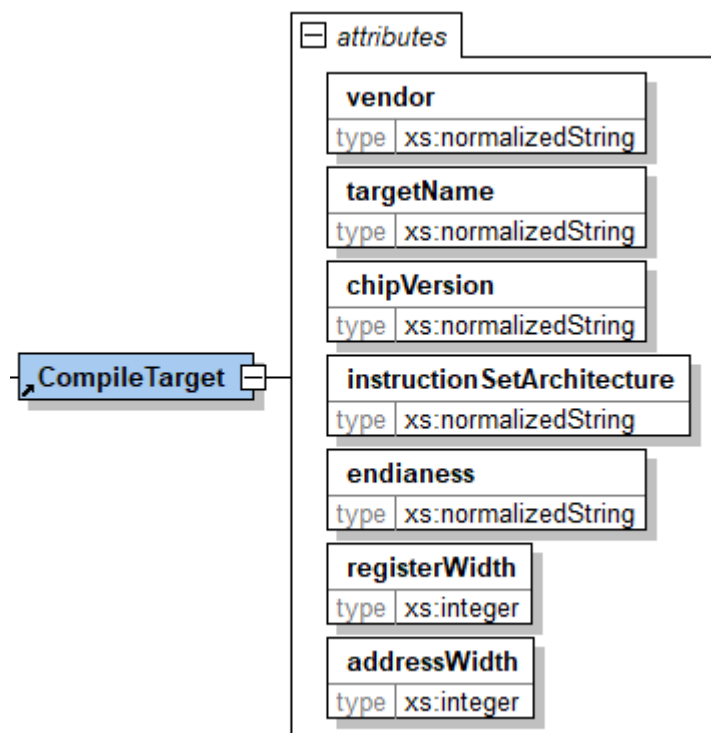 attributes
vendor
type xs:normalizedString
targetName
type xs:normalizedString
chipVersion
type xs:normalizedString
CompileTarget
instructionSetArchitecture
type xs:normalizedString
endianess
type xs:normalizedString
registerWidth
type xs:integer
addressWidth
type xs:integer